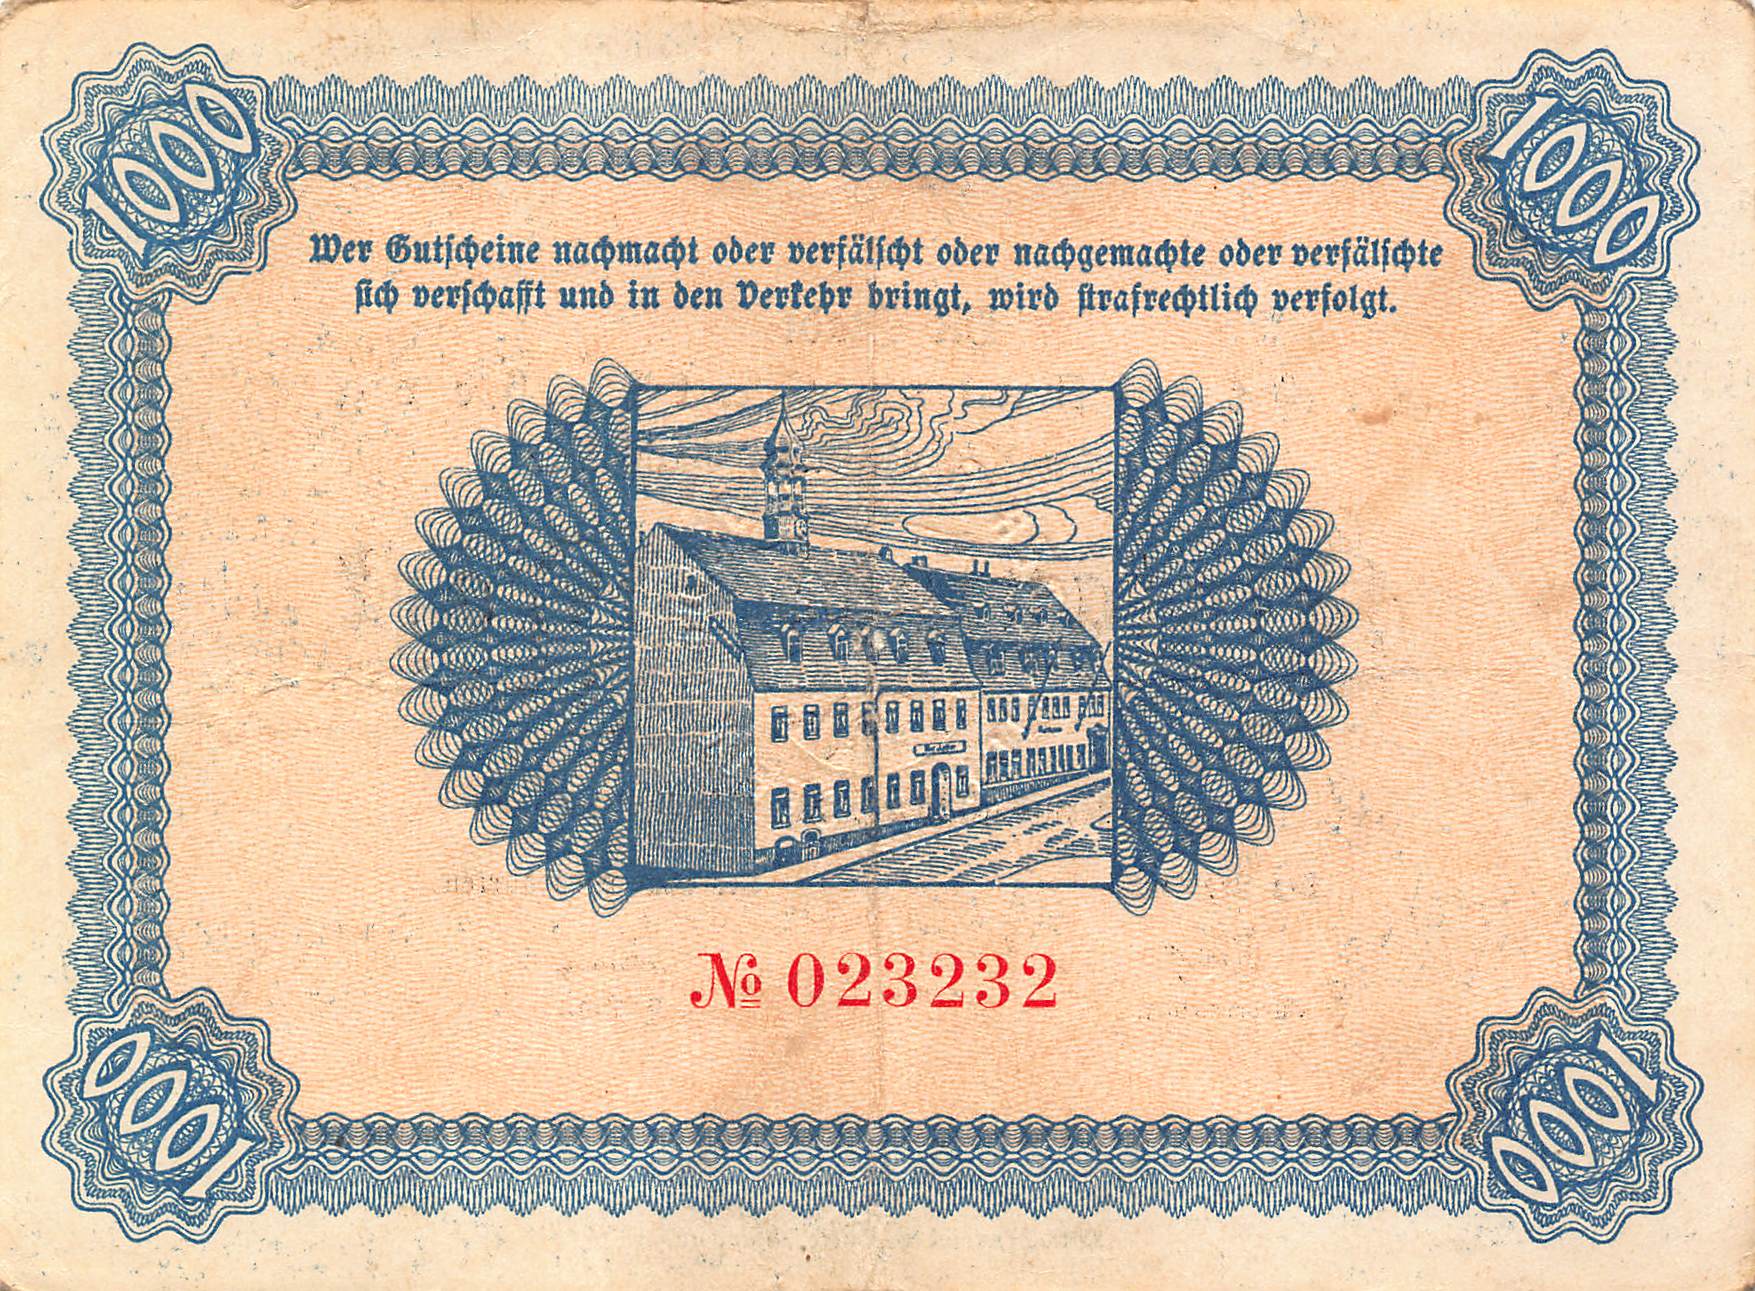 1000
1000
Wer Gutscheine nachmacht oder verfälscht oder nachgemachte oder verfälschte
sich verschafft und in den Verkehr bringt, wird strafrechtlich verfolgt.
№ 023232
1000
1000